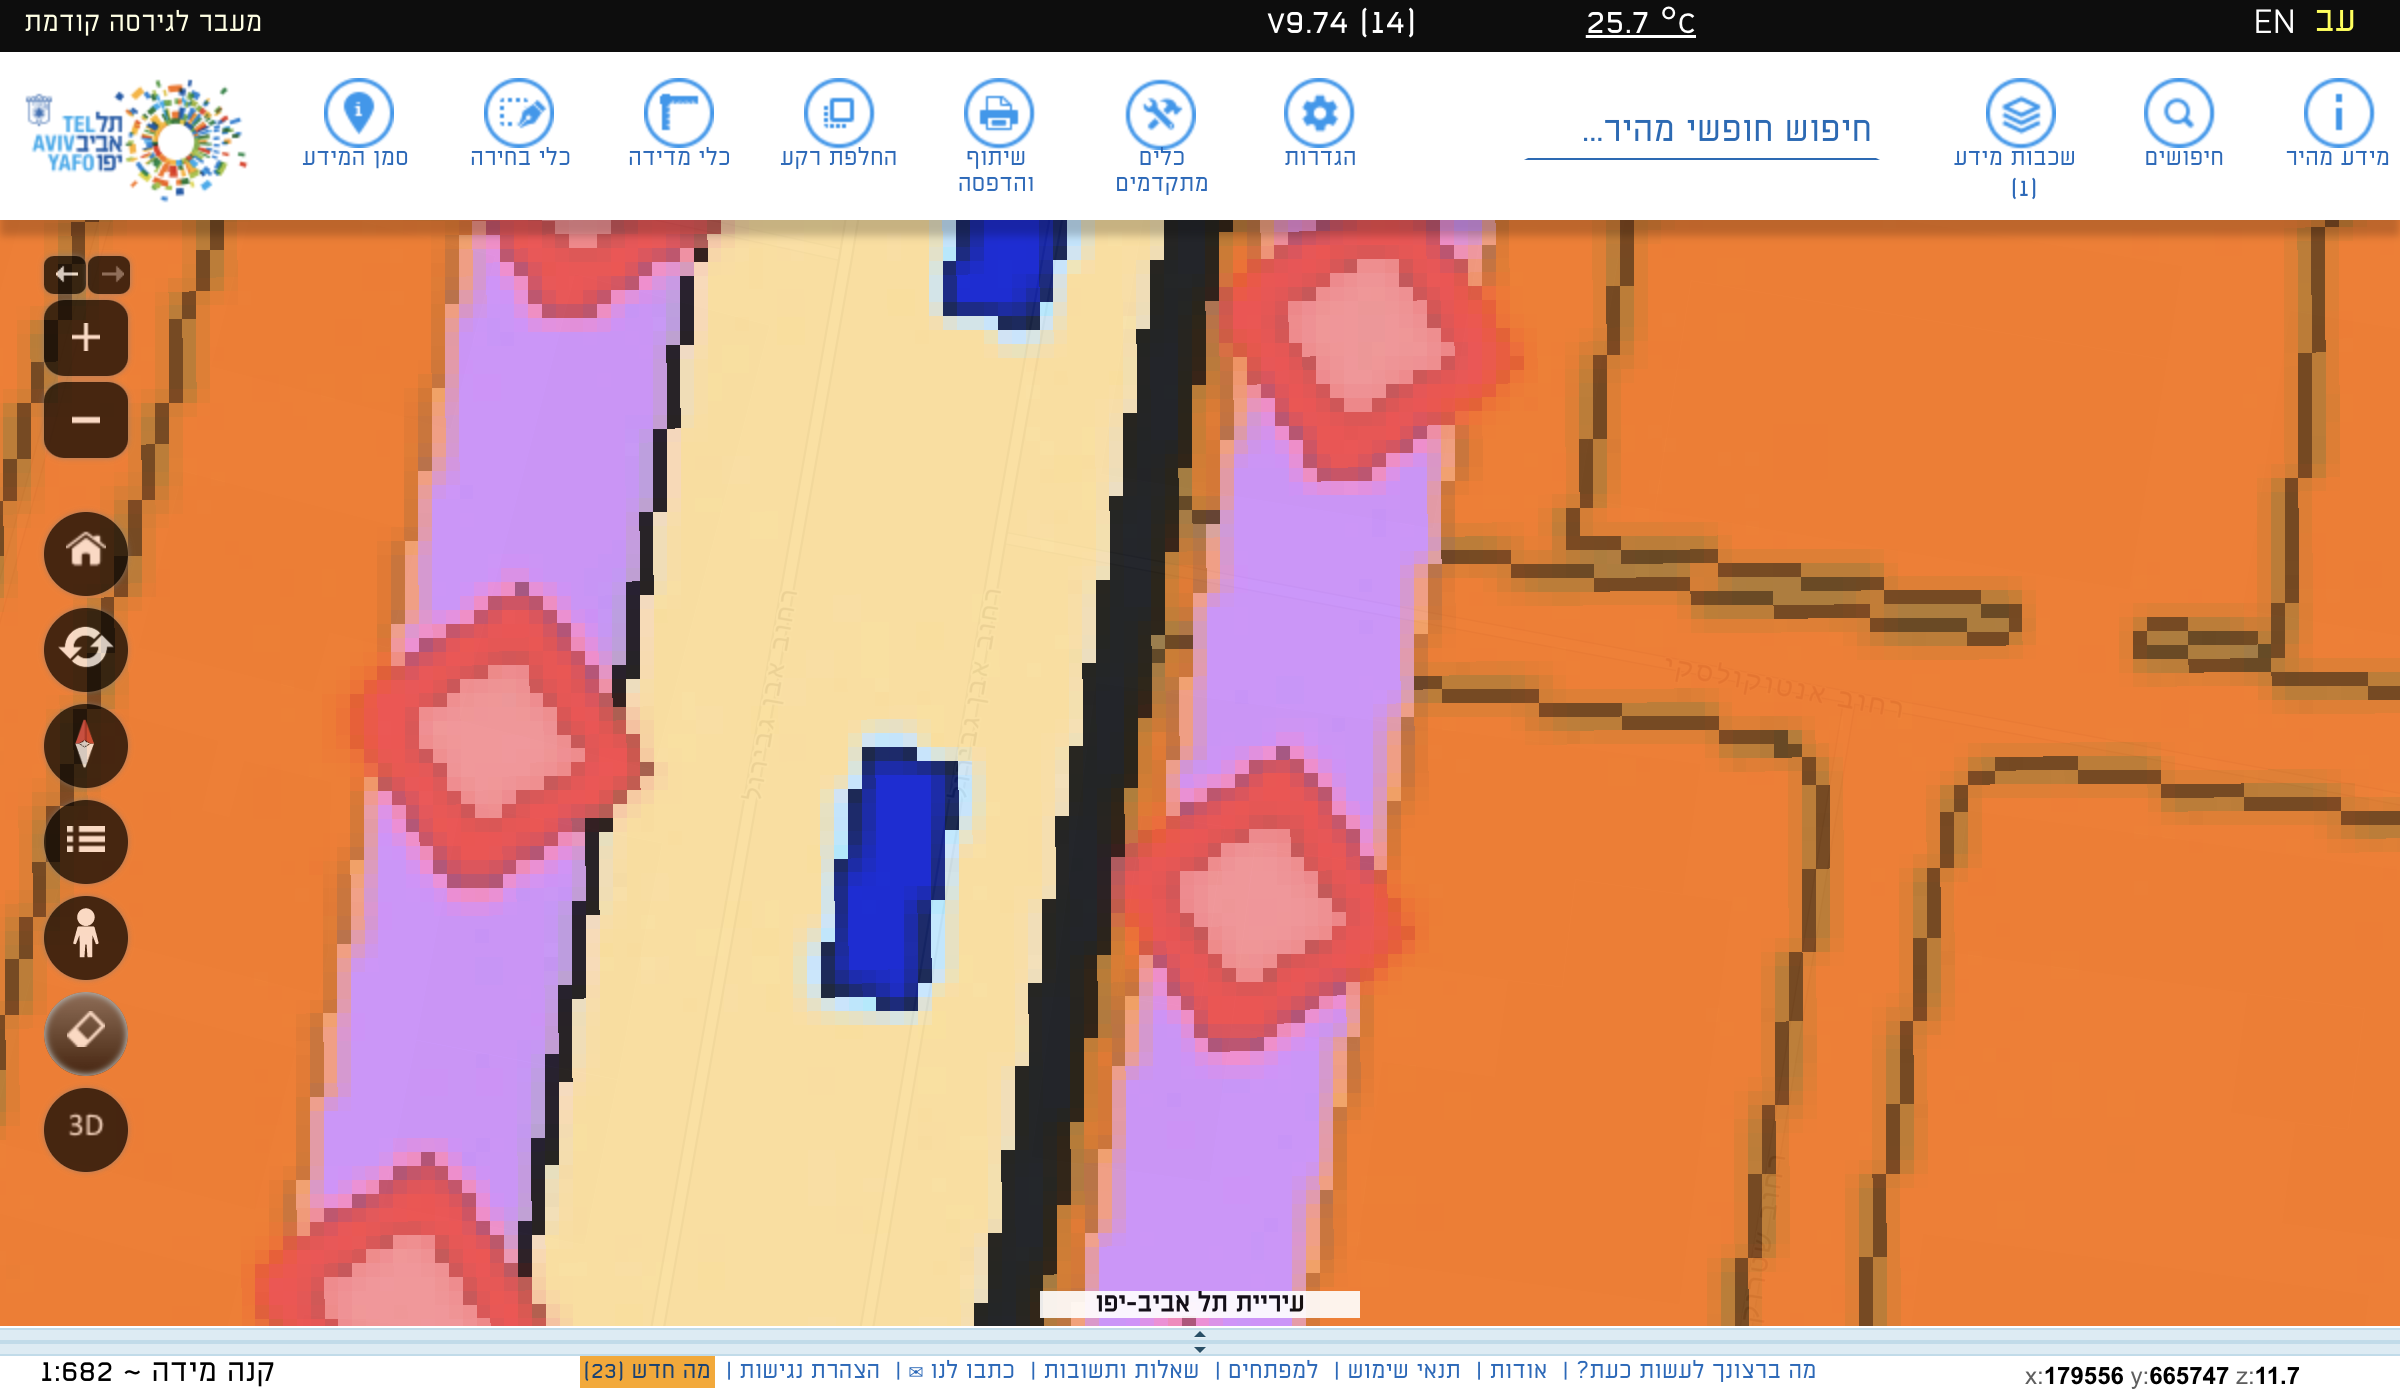 מעבר לגירסה קודמת
V9.74 (14)
25.7 °C
עב
EN
מידע מהיר
חיפושים
שכבות מידע
(1)
חיפוש חופשי מהיר...
הגדרות
כלים
מתקדמים
שיתוף
והדפסה
החלפת רקע
כלי מדידה
כלי בחירה
סמן המידע
תל
אביב
יפו
TEL
AVIV
YAFO
רחוב אבן גבירול
רחוב אבן גבירול
רחוב אנטיקולסקי
3D
עיריית תל אביב-יפו
מה ברצונך לעשות כעת? | אודות | תנאי שימוש | למפתחים | שאלות ותשובות | כתבו לנו ✉ | הצהרת נגישות | מה חדש (23)
קנה מידה ~ 1:682
x:179556 y:665747 z:11.7